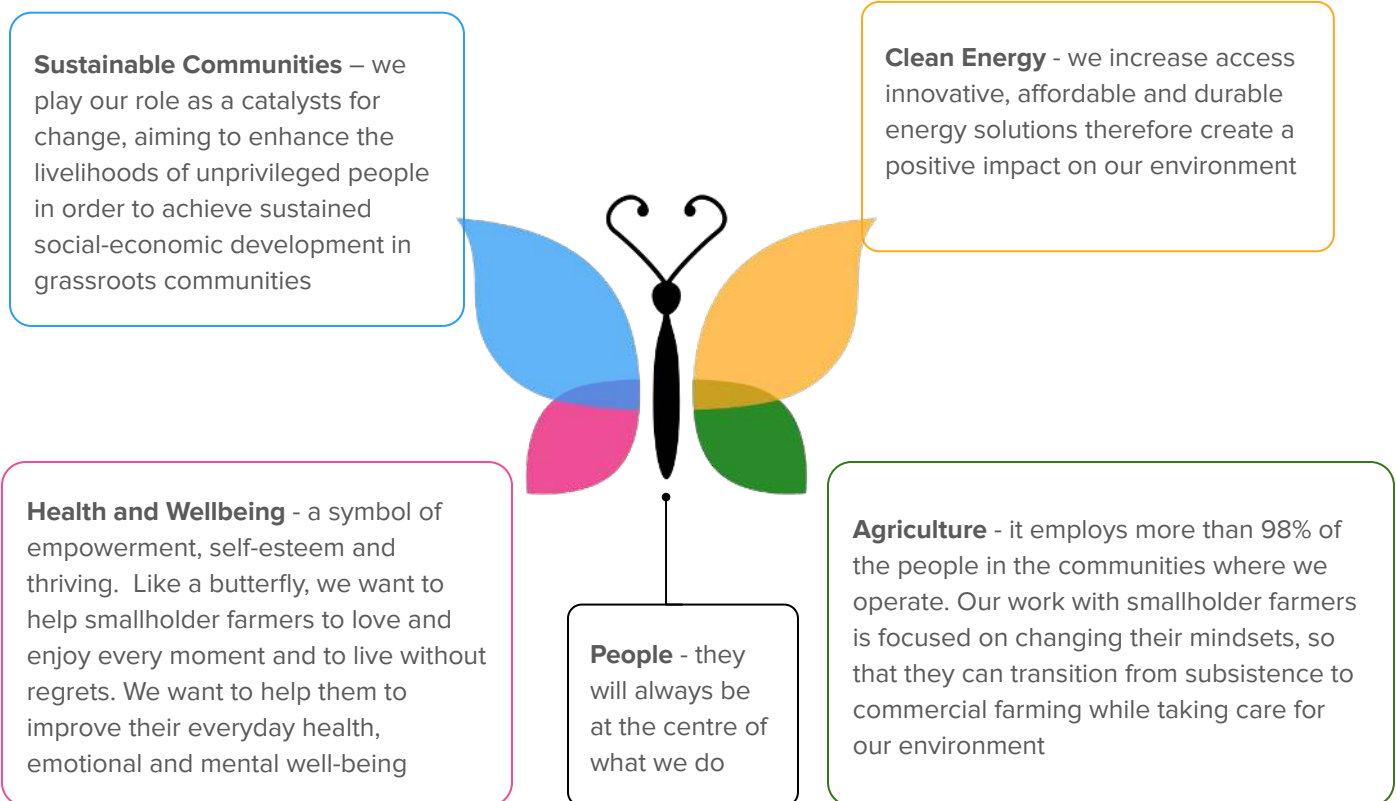 Sustainable Communities – we
play our role as a catalysts for
change, aiming to enhance the
livelihoods of unprivileged people
in order to achieve sustained
social-economic development in
grassroots communities
Clean Energy - we increase access
innovative, affordable and durable
energy solutions therefore create a
positive impact on our environment
Health and Wellbeing - a symbol of
empowerment, self-esteem and
thriving.  Like a butterfly, we want to
help smallholder farmers to love and
enjoy every moment and to live without
regrets. We want to help them to
improve their everyday health,
emotional and mental well-being
People - they
will always be
at the centre of
what we do
Agriculture - it employs more than 98% of
the people in the communities where we
operate. Our work with smallholder farmers
is focused on changing their mindsets, so
that they can transition from subsistence to
commercial farming while taking care for
our environment